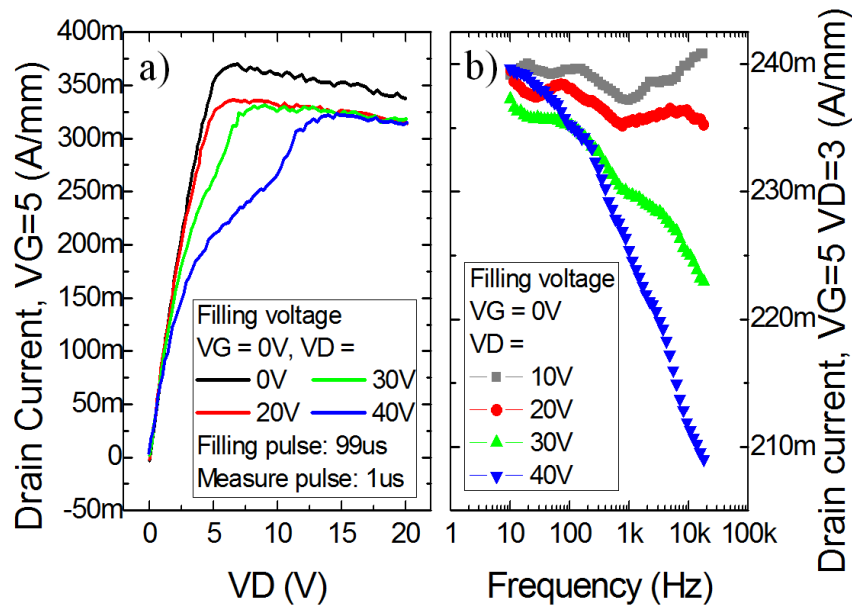 a)
Drain Current, VG=5 (A/mm)
400m
350m
300m
250m
200m
150m
100m
50m
0
-50m
0
5
10
15
20
VD (V)
Filling voltage
VG = 0V, VD =
0V
30V
20V
40V
Filling pulse: 99us
Measure pulse: 1us
b)
Filling voltage
VG = 0V
VD =
10V
20V
30V
40V
1
10
100
1k
10k
100k
Frequency (Hz)
240m
230m
220m
210m
Drain current, VG=5 VD=3 (A/mm)